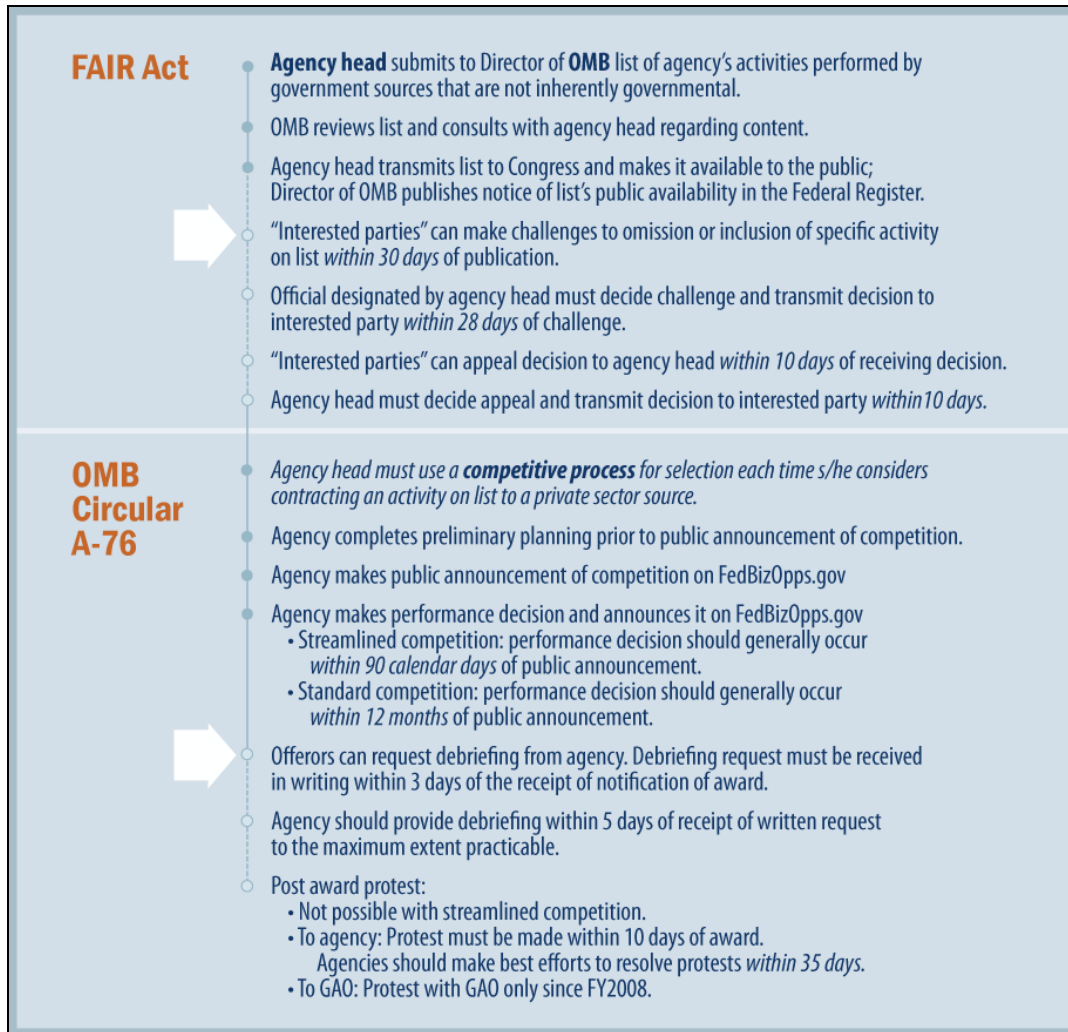 FAIR Act
Agency head submits to Director of OMB list of agency's activities performed by
government sources that are not inherently governmental.
OMB reviews list and consults with agency head regarding content.
Agency head transmits list to Congress and makes it available to the public;
Director of OMB publishes notice of list's public availability in the Federal Register.
“Interested parties” can make challenges to omission or inclusion of specific activity
on list within 30 days of publication.
Official designated by agency head must decide challenge and transmit decision to
interested party within 28 days of challenge.
“Interested parties” can appeal decision to agency head within 10 days of receiving decision.
Agency head must decide appeal and transmit decision to interested party within10 days.
OMB
Circular
A-76
Agency head must use a competitive process for selection each time s/he considers
contracting an activity on list to a private sector source.
Agency completes preliminary planning prior to public announcement of competition.
Agency makes public announcement of competition on FedBizOpps.gov
Agency makes performance decision and announces it on FedBizOpps.gov
• Streamlined competition: performance decision should generally occur
within 90 calendar days of public announcement.
• Standard competition: performance decision should generally occur
within 12 months of public announcement.
Offerors can request debriefing from agency. Debriefing request must be received
in writing within 3 days of the receipt of notification of award.
Agency should provide debriefing within 5 days of receipt of written request
to the maximum extent practicable.
Post award protest:
• Not possible with streamlined competition.
• To agency: Protest must be made within 10 days of award.
Agencies should make best efforts to resolve protests within 35 days.
• To GAO: Protest with GAO only since FY2008.